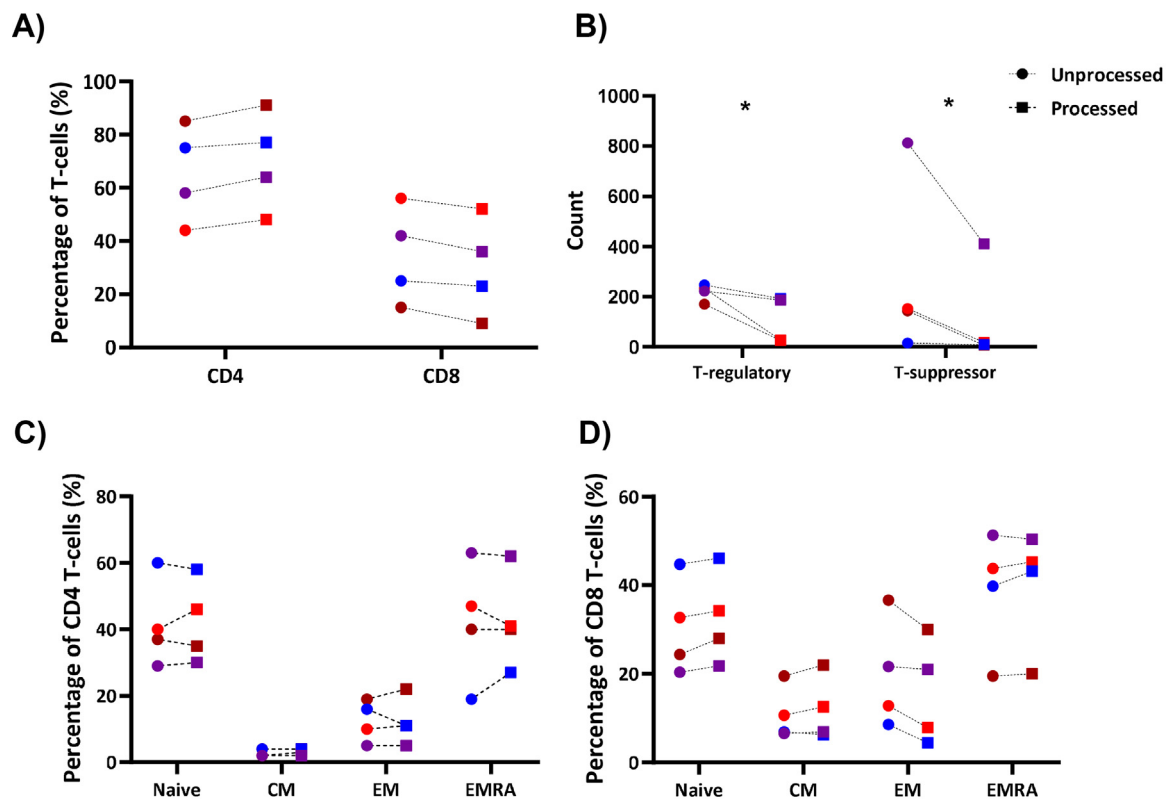 A)
Percentage of T-cells (%)
100
80
60
40
20
0
CD4
CD8
B)
Unprocessed
Processed
Count
1000
800
600
400
200
0
*
*
T-regulatory
T-suppressor
C)
Percentage of CD4 T-cells (%)
80
60
40
20
0
Naive
CM
EM
EMRA
D)
Percentage of CD8 T-cells (%)
60
40
20
0
Naive
CM
EM
EMRA